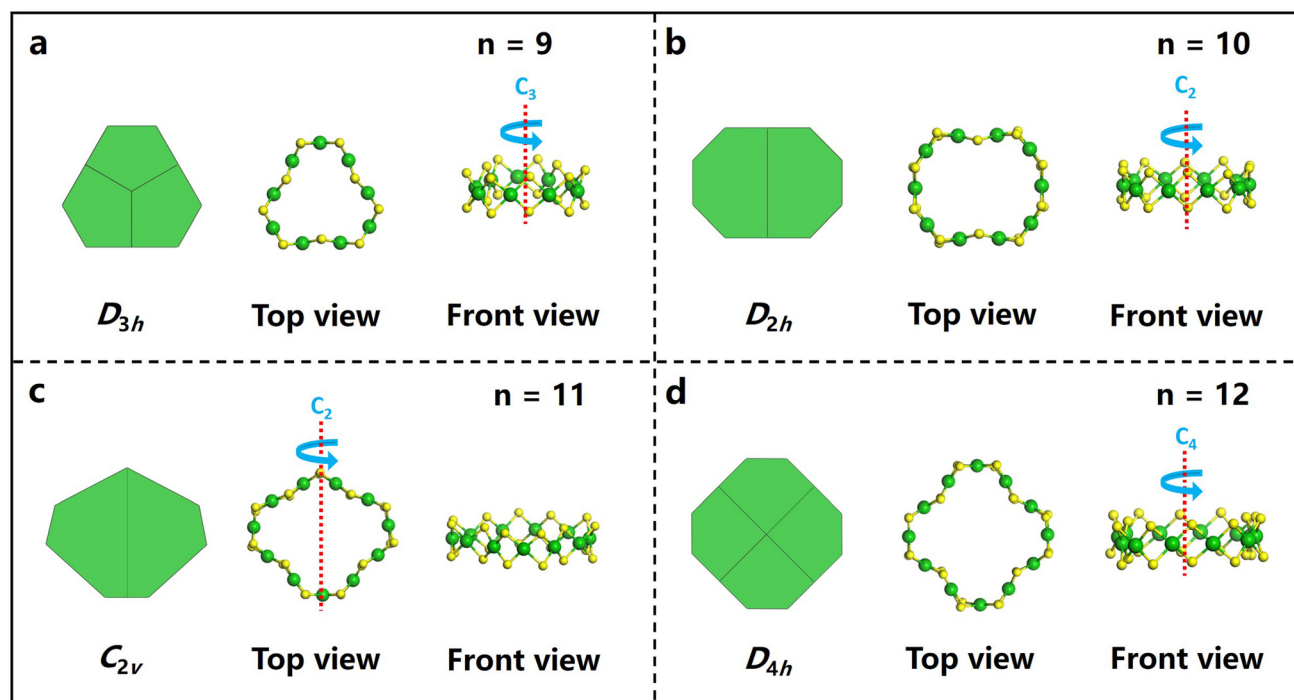 a
n = 9
C3
D3h
Top view
Front view
b
n = 10
C2
D2h
Top view
Front view
c
n = 11
C2
C2v
Top view
Front view
d
n = 12
C4
D4h
Top view
Front view